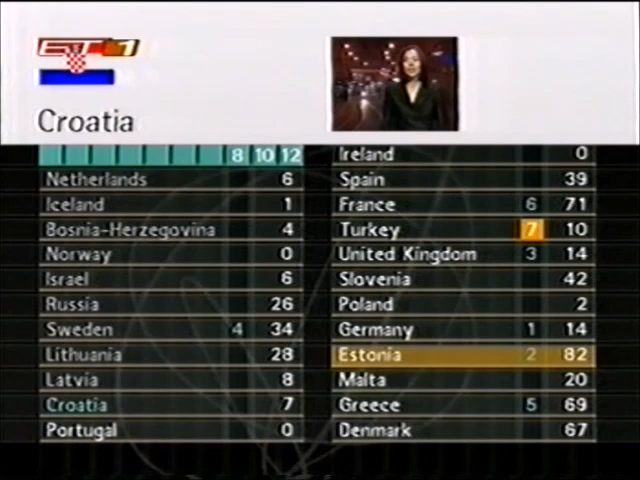 EST 1
Croatia
8 10 12
Netherlands 6
Iceland 1
Bosnia-Herzegovina 4
Norway 0
Israel 6
Russia 26
Sweden 4 34
Lithuania 28
Latvia 8
Croatia 7
Portugal 0
Ireland 0
Spain 39
France 6 71
Turkey 7 10
United Kingdom 3 14
Slovenia 42
Poland 2
Germany 1 14
Estonia 2 82
Malta 20
Greece 5 69
Denmark 67